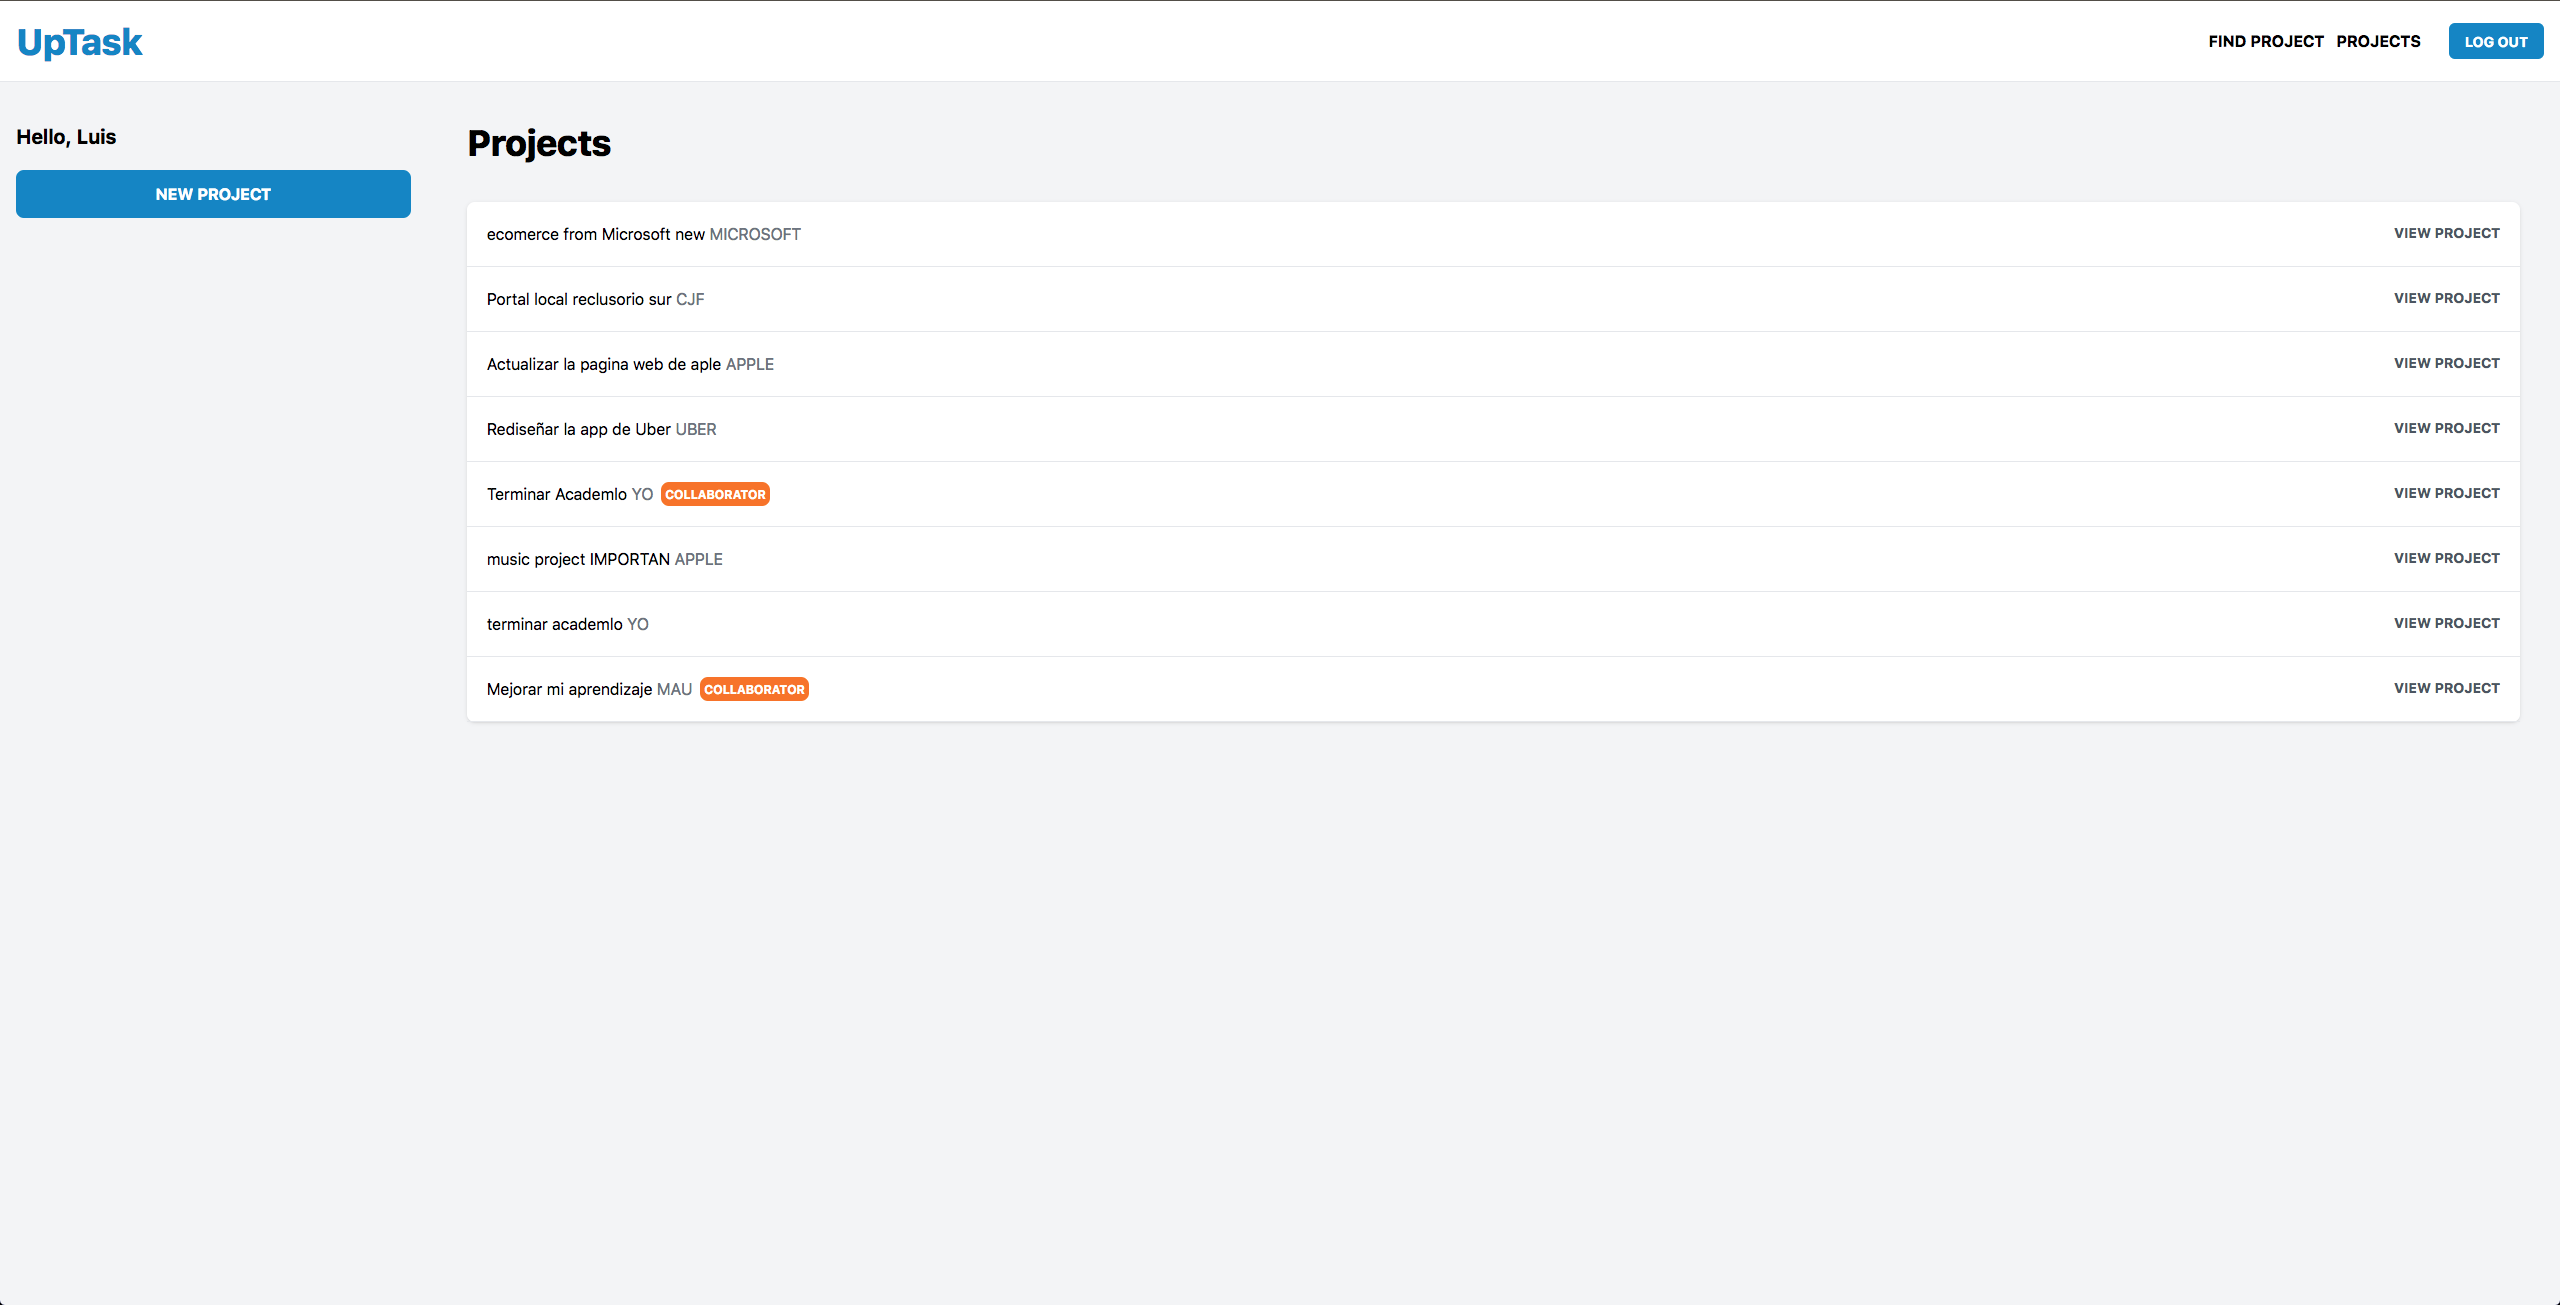 UpTask
FIND PROJECT PROJECTS LOG OUT
Hello, Luis
NEW PROJECT
Projects
ecomerce from Microsoft new MICROSOFT VIEW PROJECT
Portal local reclusorio sur CJF VIEW PROJECT
Actualizar la pagina web de aple APPLE VIEW PROJECT
Rediseñar la app de Uber UBER VIEW PROJECT
Terminar Academlo YO COLLABORATOR VIEW PROJECT
music project IMPORTAN APPLE VIEW PROJECT
terminar academlo YO VIEW PROJECT
Mejorar mi aprendizaje MAU COLLABORATOR VIEW PROJECT